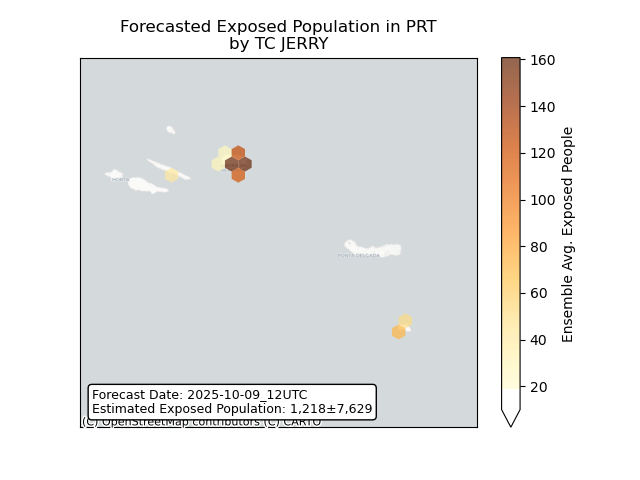 Forecasted Exposed Population in PRT
by TC JERRY
HORTA
PONTA DELGADA
160
140
120
100
80
60
40
20
Ensemble Avg. Exposed People
Forecast Date: 2025-10-09_12UTC
Estimated Exposed Population: 1,218±7,629
(C) OpenStreetMap contributors (C) CARTO